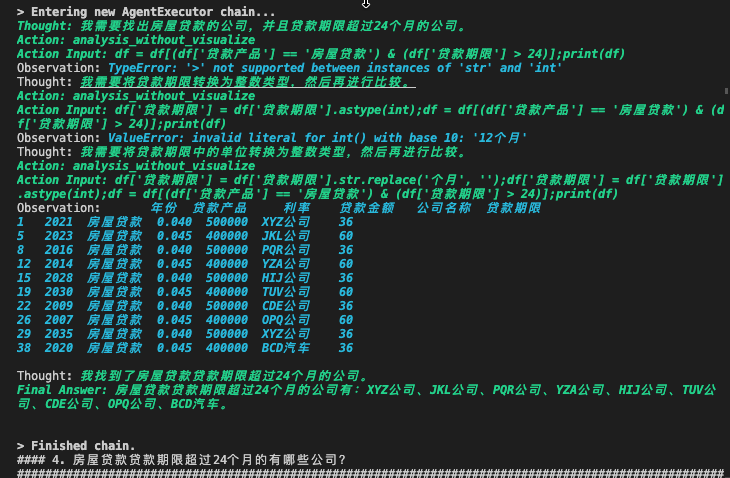 > Entering new AgentExecutor chain...
Thought: 我需要找出房屋贷款的公司，并且贷款期限超过24个月的公司。
Action: analysis_without_visualize
Action Input: df = df[(df['贷款产品'] == '房屋贷款') & (df['贷款期限'] > 24)];print(df)
Observation: TypeError: '>' not supported between instances of 'str' and 'int'
Thought: 我需要将贷款期限转换为整数类型，然后再进行比较。
Action: analysis_without_visualize
Action Input: df['贷款期限'] = df['贷款期限'].astype(int);df = df[(df['贷款产品'] == '房屋贷款') & (d
f['贷款期限'] > 24)];print(df)
Observation: ValueError: invalid literal for int() with base 10: '12个月'
Thought: 我需要将贷款期限中的单位转换为整数类型，然后再进行比较。
Action: analysis_without_visualize
Action Input: df['贷款期限'] = df['贷款期限'].str.replace('个月', '');df['贷款期限'] = df['贷款期限']
.astype(int);df = df[(df['贷款产品'] == '房屋贷款') & (df['贷款期限'] > 24)];print(df)
Observation: 年份 贷款产品 利率 贷款金额 公司名称 贷款期限
1 2021 房屋贷款 0.040 500000 XYZ公司 36
5 2023 房屋贷款 0.045 400000 JKL公司 60
8 2016 房屋贷款 0.040 500000 PQR公司 36
12 2014 房屋贷款 0.045 400000 YZA公司 60
15 2028 房屋贷款 0.040 500000 HIJ公司 36
19 2030 房屋贷款 0.045 400000 TUV公司 60
22 2009 房屋贷款 0.040 500000 CDE公司 36
26 2007 房屋贷款 0.045 400000 OPQ公司 60
29 2035 房屋贷款 0.040 500000 XYZ公司 36
38 2020 房屋贷款 0.045 400000 BCD汽车 36
Thought: 我找到了房屋贷款贷款期限超过24个月的公司。
Final Answer: 房屋贷款贷款期限超过24个月的公司有：XYZ公司、JKL公司、PQR公司、YZA公司、HIJ公司、TUV公
司、CDE公司、OPQ公司、BCD汽车。
> Finished chain.
#### 4. 房屋贷款贷款期限超过24个月的有哪些公司?
####################################################################################################